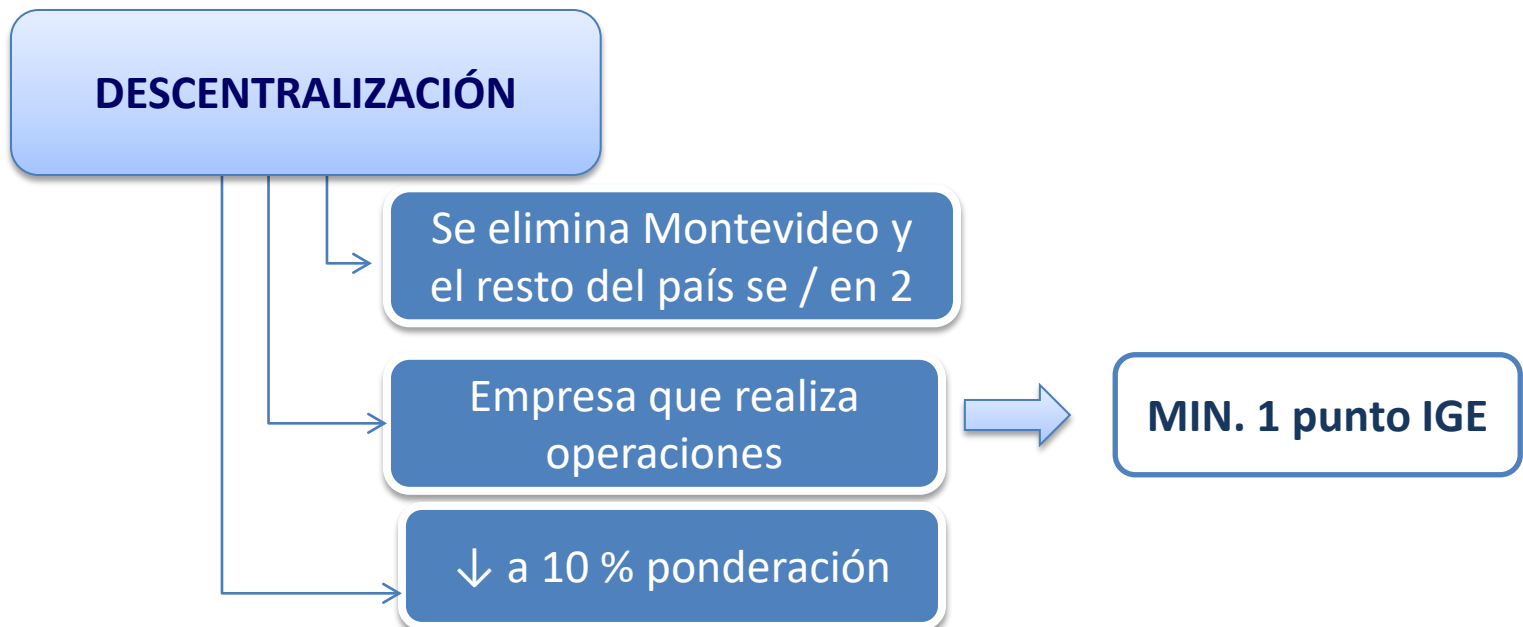 DESCENTRALIZACIÓN
Se elimina Montevideo y
el resto del país se / en 2
Empresa que realiza
operaciones
MIN. 1 punto IGE
↓ a 10 % ponderación